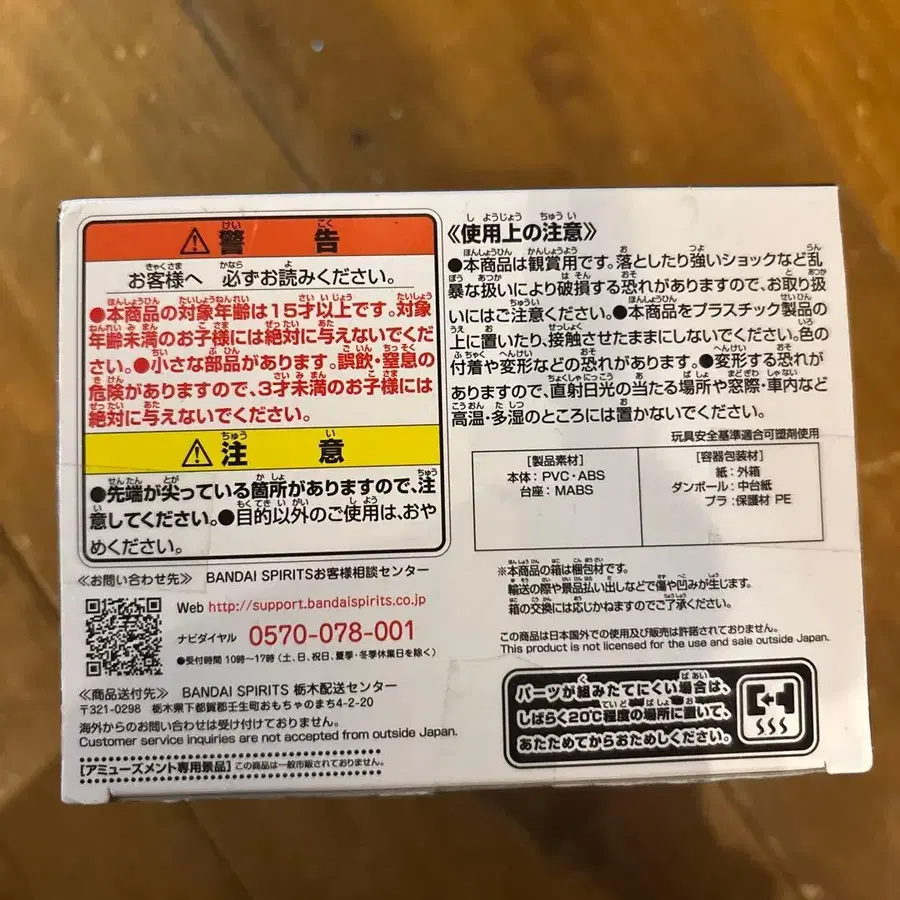 ⚠警告
お客様へ 必ずお読みください。
●本商品の対象年齢は15才以上です。対象
年齢未満のお子様には絶対に与えないでくだ
さい。●小さな部品があります。誤飲・窒息の
危険がありますので、3才未満のお子様には
絶対に与えないでください。
⚠注意
●先端が尖っている箇所がありますので、注
意してください。●目的以外のご使用は、おや
めください。
≪お問い合わせ先≫ BANDAI SPIRITSお客様相談センター
Web http://support.bandaispirits.co.jp
ナビダイヤル 0570-078-001
●受付時間 10時〜17時(土、日、祝日、夏季・冬季休業日を除く)
≪商品送付先≫ BANDAI SPIRITS 栃木配送センター
〒321-0298 栃木県下都賀郡壬生町おもちゃのまち4-2-20
海外からのお問い合わせは受け付けておりません。
Customer service inquiries are not accepted from outside Japan.
[アミューズメント専用景品] この商品は一般市販されておりません。
≪使用上の注意≫
●本商品は観賞用です。落としたり強いショックなど乱
暴な扱いにより破損する恐れがありますので、お取り扱
いにはご注意ください。●本商品をプラスチック製品の
上に置いたり、接触させたままにしないでください。色の
付着や変形などの恐れがあります。●変形する恐れが
ありますので、直射日光の当たる場所や窓際・車内など
高温・多湿のところには置かないでください。
玩具安全基準適合可塑剤使用
[製品素材]
本体:PVC・ABS
台座:MABS
[容器包装材]
紙:外箱
ダンボール:中台紙
プラ:保護材 PE
※本商品の箱は梱包材です。
輸送の際や景品払い出しなどで傷や凹みが生じます。
箱の交換には応じかねますのでご了承ください。
この商品は日本国外での使用及び販売は許諾されておりません。
This product is not licensed for the use and sale outside Japan.
パーツが組みたてにくい場合は、
しばらく20℃程度の場所に置いて、
あたためてからおためしください。